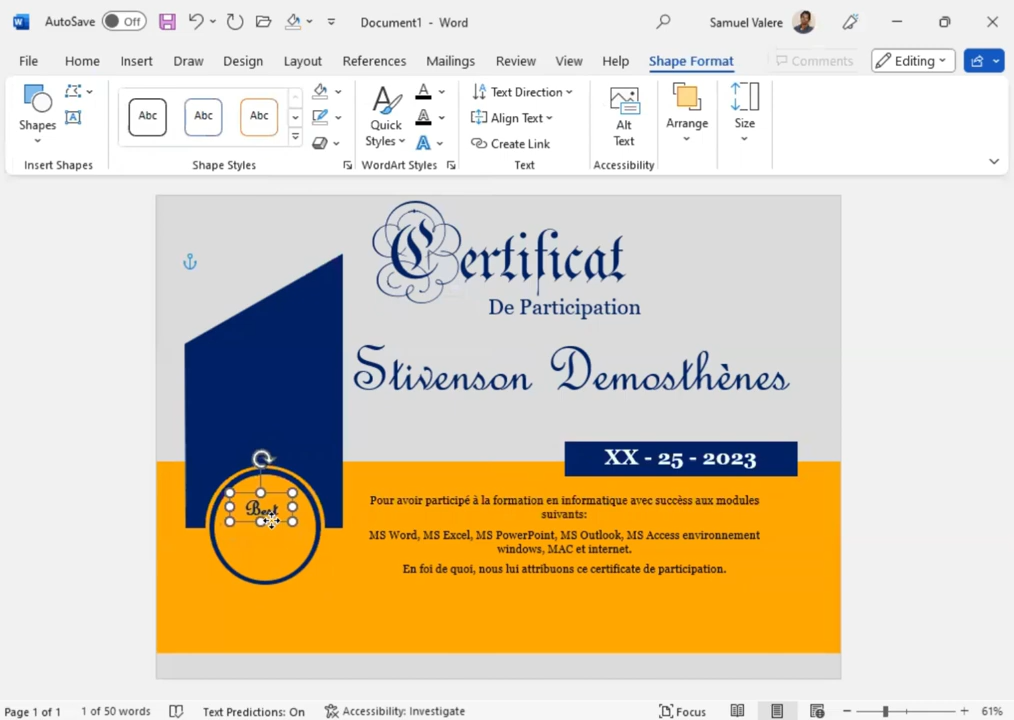 AutoSave Off Document1 - Word Samuel Valere
File Home Insert Draw Design Layout References Mailings Review View Help Shape Format Comments Editing
Shapes
Abc Abc Abc
Quick Styles
Text Direction
Align Text
Create Link
Alt Text
Arrange
Size
Insert Shapes Shape Styles WordArt Styles Text Accessibility
Certificat
De Participation
Stivenson Demosthènes
XX - 25 - 2023
Best
Pour avoir participé à la formation en informatique avec succèss aux modules
suivants:
MS Word, MS Excel, MS PowerPoint, MS Outlook, MS Access environnement
windows, MAC et internet.
En foi de quoi, nous lui attribuons ce certificate de participation.
Page 1 of 1 1 of 50 words Text Predictions: On Accessibility: Investigate Focus 61%